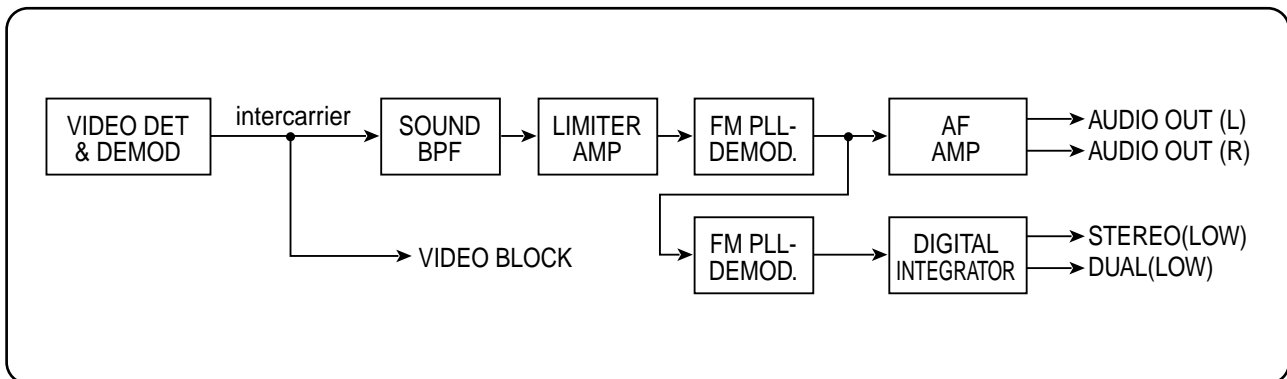 VIDEO DET
& DEMOD
intercarrier
SOUND
BPF
LIMITER
AMP
FM PLL-
DEMOD.
AF
AMP
AUDIO OUT (L)
AUDIO OUT (R)
VIDEO BLOCK
FM PLL-
DEMOD.
DIGITAL
INTEGRATOR
STEREO(LOW)
DUAL(LOW)